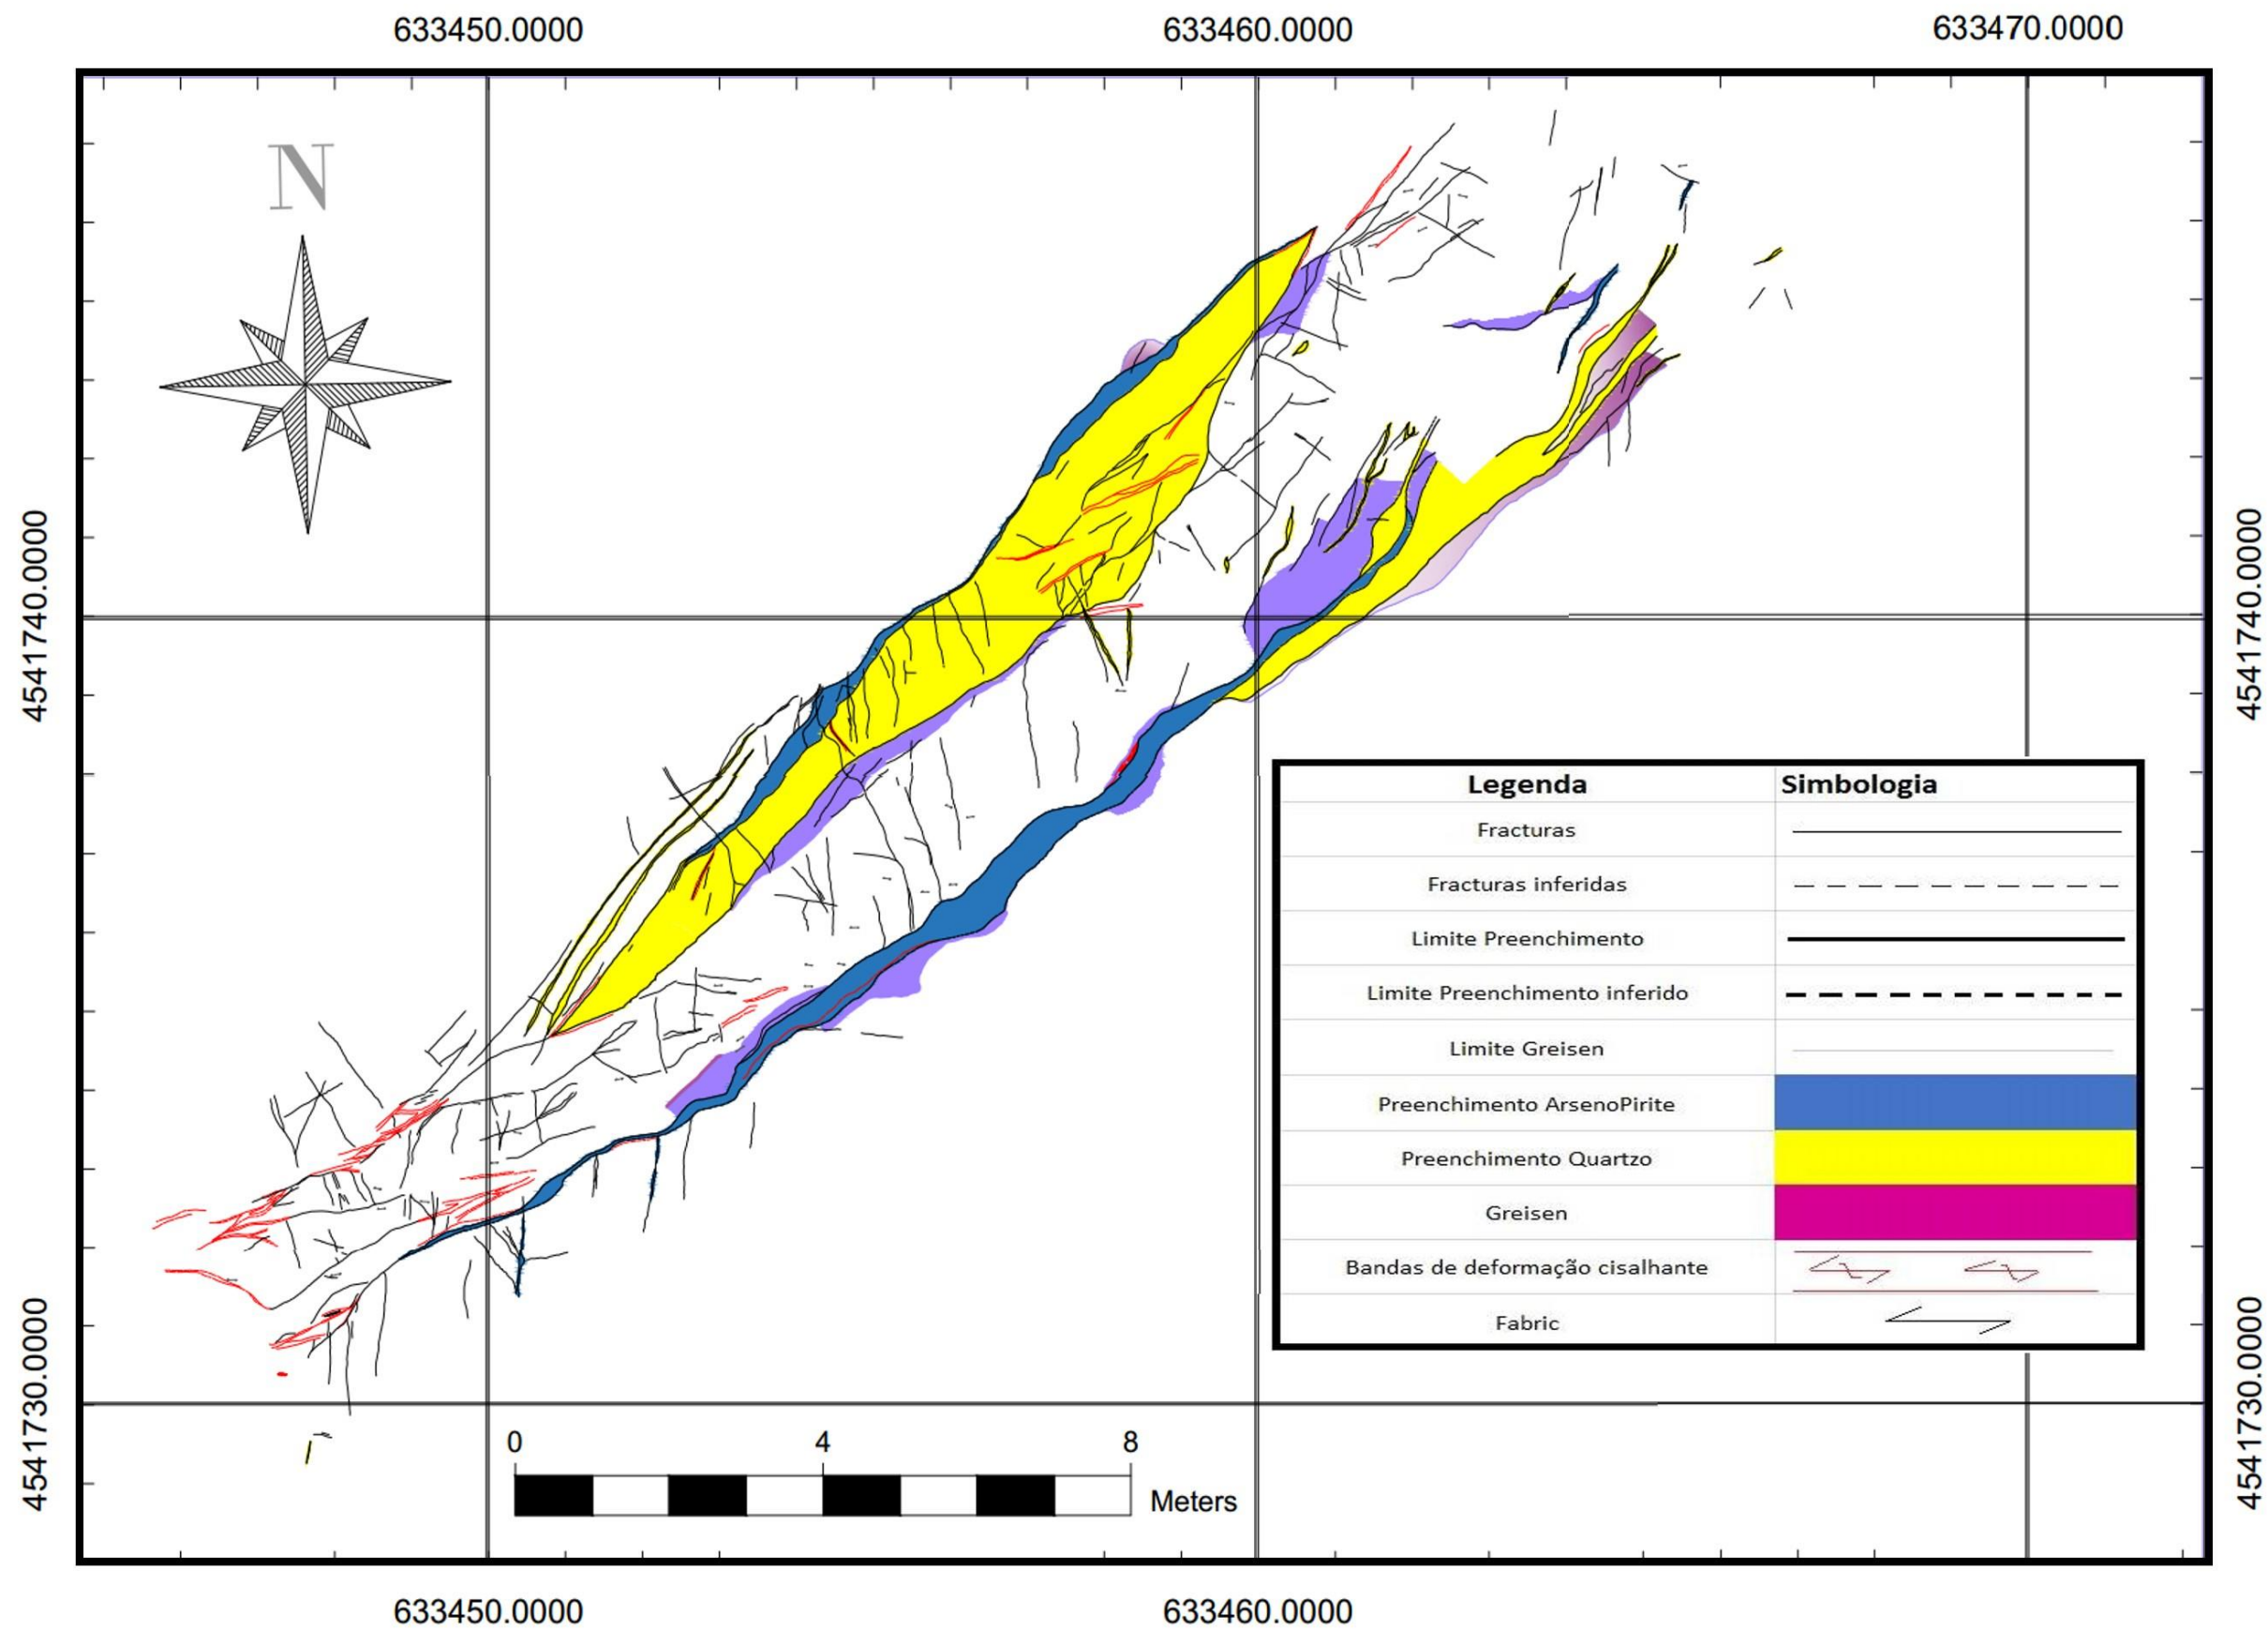 633450.0000 633460.0000 633470.0000
N
4541740.0000
4541740.0000
Legenda Simbologia
Fracturas
Fracturas inferidas
Limite Preenchimento
Limite Preenchimento inferido
Limite Greisen
Preenchimento ArsenoPirite
Preenchimento Quartzo
Greisen
Bandas de deformação cisalhante
Fabric
4541730.0000
4541730.0000
0 4 8
Meters
633450.0000 633460.0000